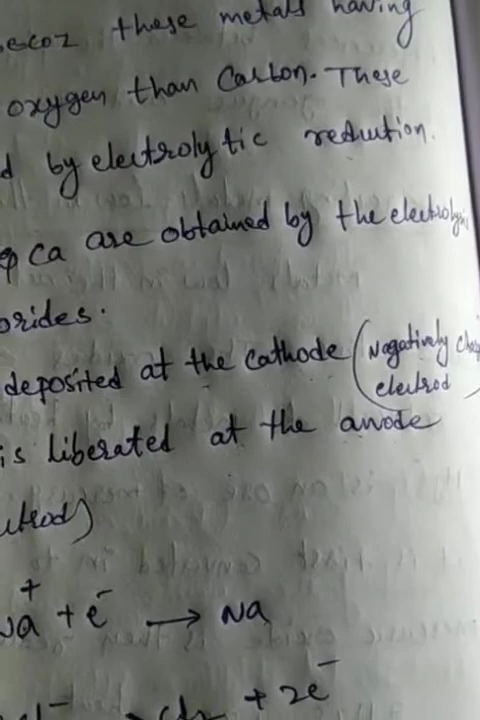 these metals having
oxygen than Carbon. These
d by electrolytic reduction.
Ca are obtained by the electrolysis
orides.
deposited at the cathode (Negatively
electrod
is liberated at the anode
ctrod)
Na⁺ + e⁻ → Na
+ 2e⁻